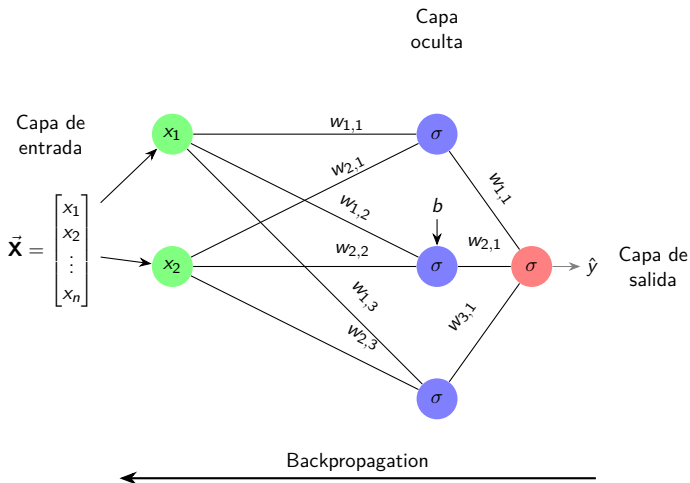 Capa
oculta
Capa de
entrada
x₁
w₁,₁
σ
w₂,₁
w₁,₁
X⃗ =
x₁
x₂
⋮
xₙ
w₁,₂
b
x₂
w₂,₂
σ
w₂,₁
σ
ŷ
Capa de
salida
w₁,₃
w₂,₃
w₃,₁
σ
Backpropagation